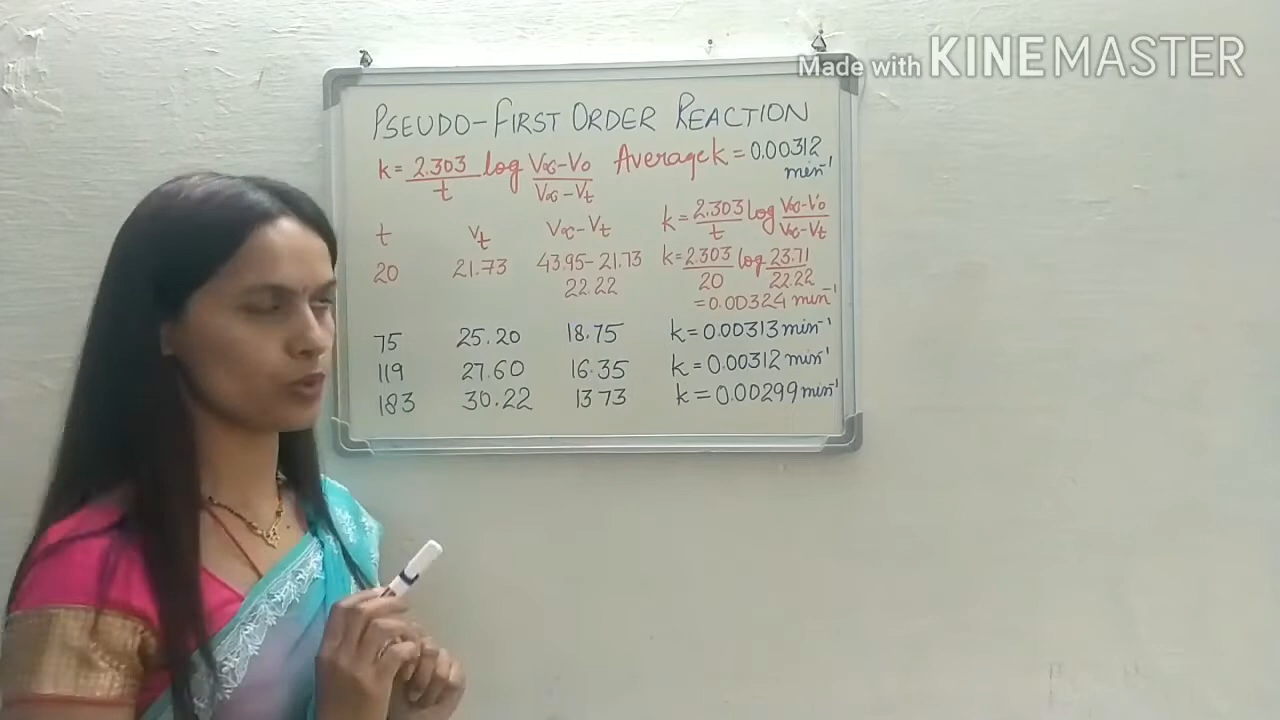 Made with KINEMASTER
PSEUDO-FIRST ORDER REACTION
k = 2.303/t log V∝-V0/V∝-Vt Average k = 0.00312 min⁻¹
t Vt V∝-Vt k = 2.303/t log V∝-V0/V∝-Vt
20 21.73 43.95-21.73 k = 2.303/20 log 23.71/22.22
22.22 = 0.00324 min⁻¹
75 25.20 18.75 k = 0.00313 min⁻¹
119 27.60 16.35 k = 0.00312 min⁻¹
183 30.22 13 73 k = 0.00299 min⁻¹